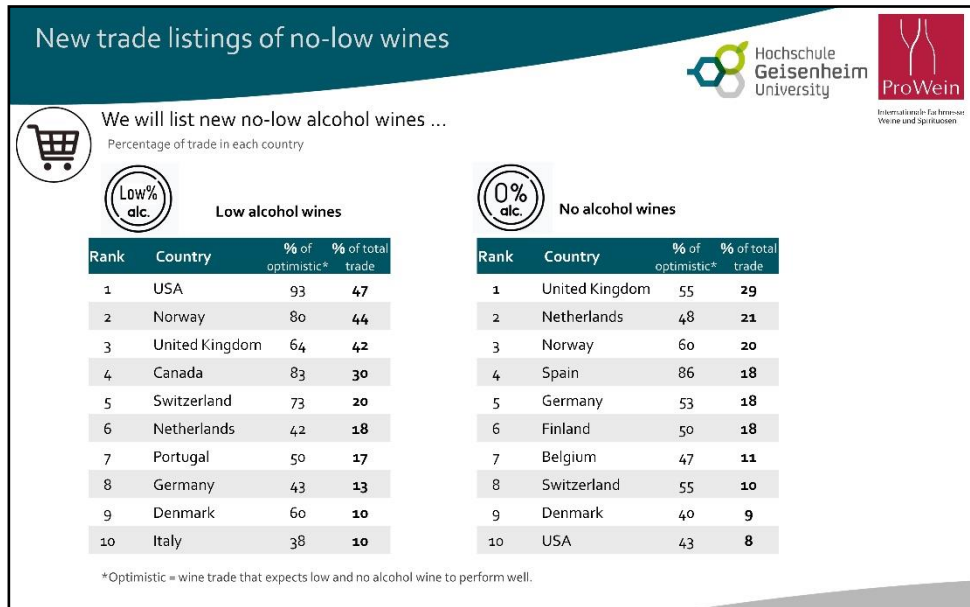 New trade listings of no-low wines
Hochschule
Geisenheim
University
ProWein
Internationale Fachmesse
Weine und Spirituosen
We will list new no-low alcohol wines ...
Percentage of trade in each country
Low%
alc.
Low alcohol wines
Rank Country % of optimistic* % of total trade
1 USA 93 47
2 Norway 80 44
3 United Kingdom 64 42
4 Canada 83 30
5 Switzerland 73 20
6 Netherlands 42 18
7 Portugal 50 17
8 Germany 43 13
9 Denmark 60 10
10 Italy 38 10
0%
alc.
No alcohol wines
Rank Country % of optimistic* % of total trade
1 United Kingdom 55 29
2 Netherlands 48 21
3 Norway 60 20
4 Spain 86 18
5 Germany 53 18
6 Finland 50 18
7 Belgium 47 11
8 Switzerland 55 10
9 Denmark 40 9
10 USA 43 8
*Optimistic = wine trade that expects low and no alcohol wine to perform well.